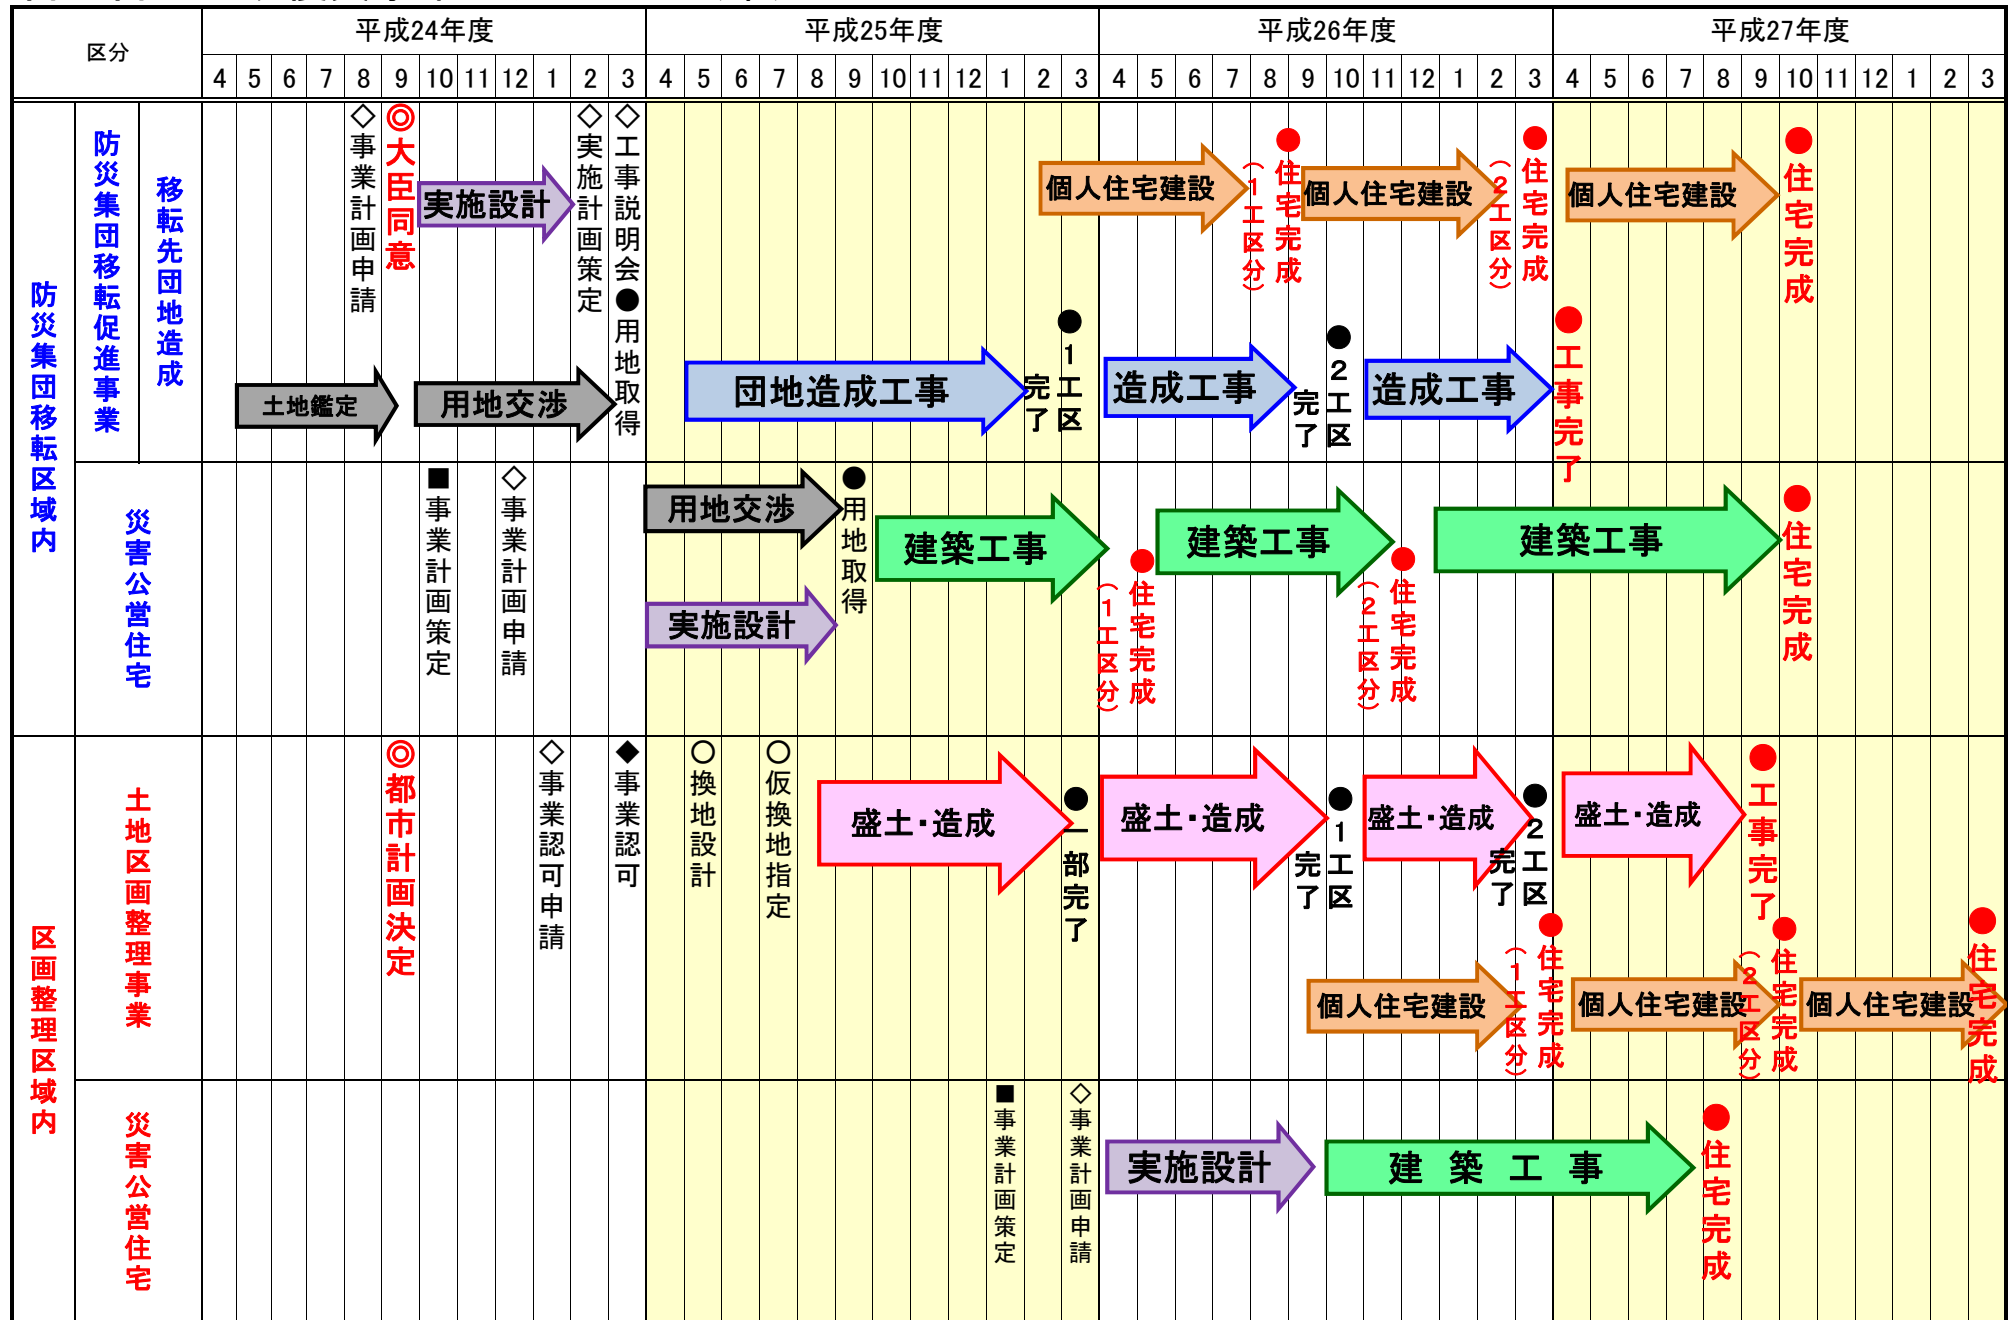 区分
平成24年度
平成25年度
平成26年度
平成27年度
4 5 6 7 8 9 10 11 12 1 2 3 4 5 6 7 8 9 10 11 12 1 2 3 4 5 6 7 8 9 10 11 12 1 2 3 4 5 6 7 8 9 10 11 12 1 2 3
防災集団移転区域内
防災集団移転促進事業
移転先団地造成
◇事業計画申請
◎大臣同意
実施設計
◇実施計画策定
◇工事説明会
●用地取得
土地鑑定
用地交渉
団地造成工事
●1工区
完了
個人住宅建設
●住宅完成
(1工区分)
個人住宅建設
●住宅完成
(2工区分)
個人住宅建設
●住宅完成
造成工事
●2工区
完了
造成工事
●工事完了
災害公営住宅
■事業計画策定
◇事業計画申請
用地交渉
●用地取得
実施設計
建築工事
●住宅完成
(1工区分)
建築工事
●住宅完成
(2工区分)
建築工事
●住宅完成
区画整理区域内
土地区画整理事業
◎都市計画決定
◇事業認可申請
◆事業認可
○換地設計
○仮換地指定
盛土・造成
●一部完了
盛土・造成
●1工区
完了
盛土・造成
●2工区
完了
盛土・造成
●工事完了
個人住宅建設
●住宅完成
(1工区分)
個人住宅建設
●住宅完成
(2工区分)
個人住宅建設
●住宅完成
災害公営住宅
■事業計画策定
◇事業計画申請
実施設計
建築工事
●住宅完成